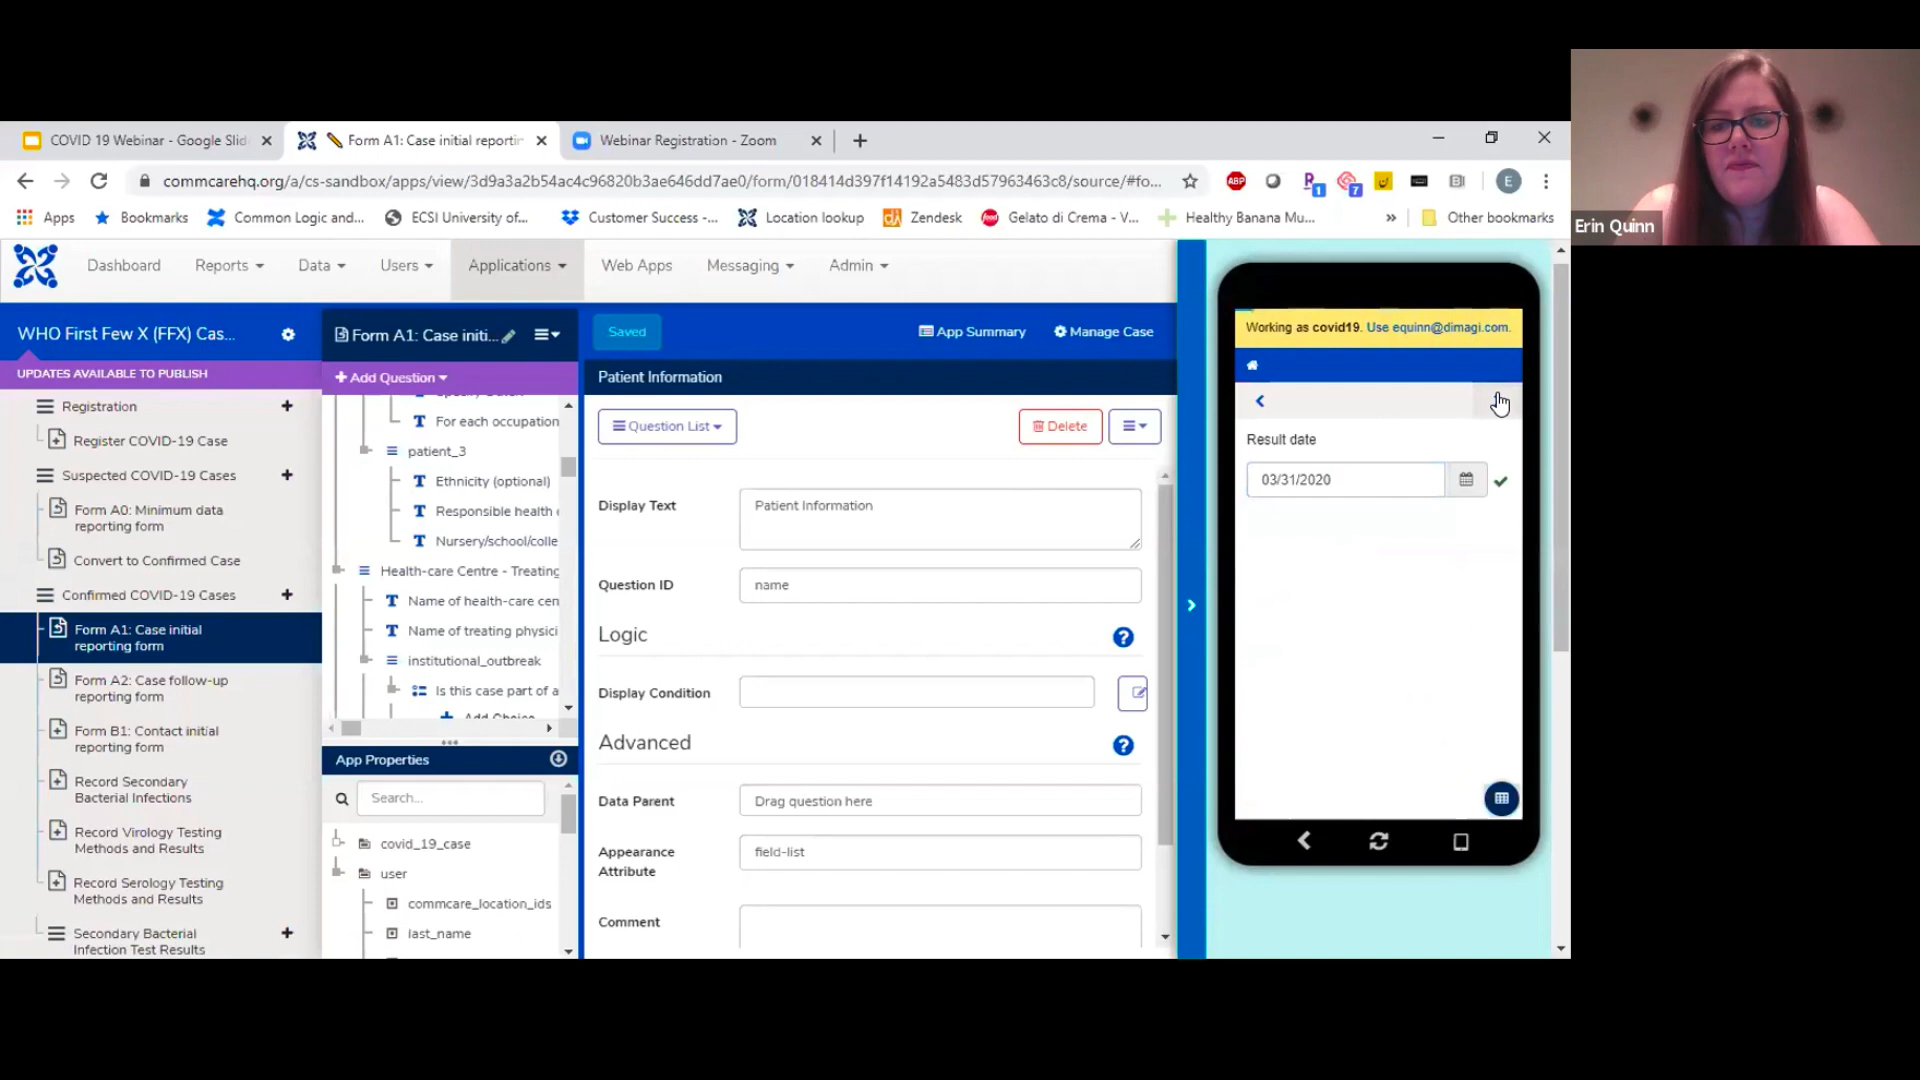 COVID 19 Webinar - Google Slid
Form A1: Case initial reportin
Webinar Registration - Zoom
commcarehq.org/a/cs-sandbox/apps/view/3d9a3a2b54ac4c96820b3ae646dd7ae0/form/018414d397f14192a5483d57963463c8/source/#fo...
ABP
1
7
E
Apps
Bookmarks
Common Logic and...
ECSI University of...
Customer Success -...
Location lookup
Zendesk
Gelato di Crema - V...
Healthy Banana Mu...
Other bookmarks
Erin Quinn
Dashboard
Reports
Data
Users
Applications
Web Apps
Messaging
Admin
WHO First Few X (FFX) Cas...
UPDATES AVAILABLE TO PUBLISH
Registration
Register COVID-19 Case
Suspected COVID-19 Cases
Form A0: Minimum data
reporting form
Convert to Confirmed Case
Confirmed COVID-19 Cases
Form A1: Case initial
reporting form
Form A2: Case follow-up
reporting form
Form B1: Contact initial
reporting form
Record Secondary
Bacterial Infections
Record Virology Testing
Methods and Results
Record Serology Testing
Methods and Results
Secondary Bacterial
Infection Test Results
Form A1: Case initi...
Add Question
For each occupation
patient_3
Ethnicity (optional)
Responsible health
Nursery/school/colle
Health-care Centre - Treating
Name of health-care cen
Name of treating physici
institutional_outbreak
Is this case part of a
Add Choice
App Properties
Search...
covid_19_case
user
commcare_location_ids
last_name
Saved
App Summary
Manage Case
Patient Information
Question List
Delete
Display Text
Patient Information
Question ID
name
Logic
Display Condition
Advanced
Data Parent
Drag question here
Appearance
Attribute
field-list
Comment
Working as covid19. Use equinn@dimagi.com.
Result date
03/31/2020